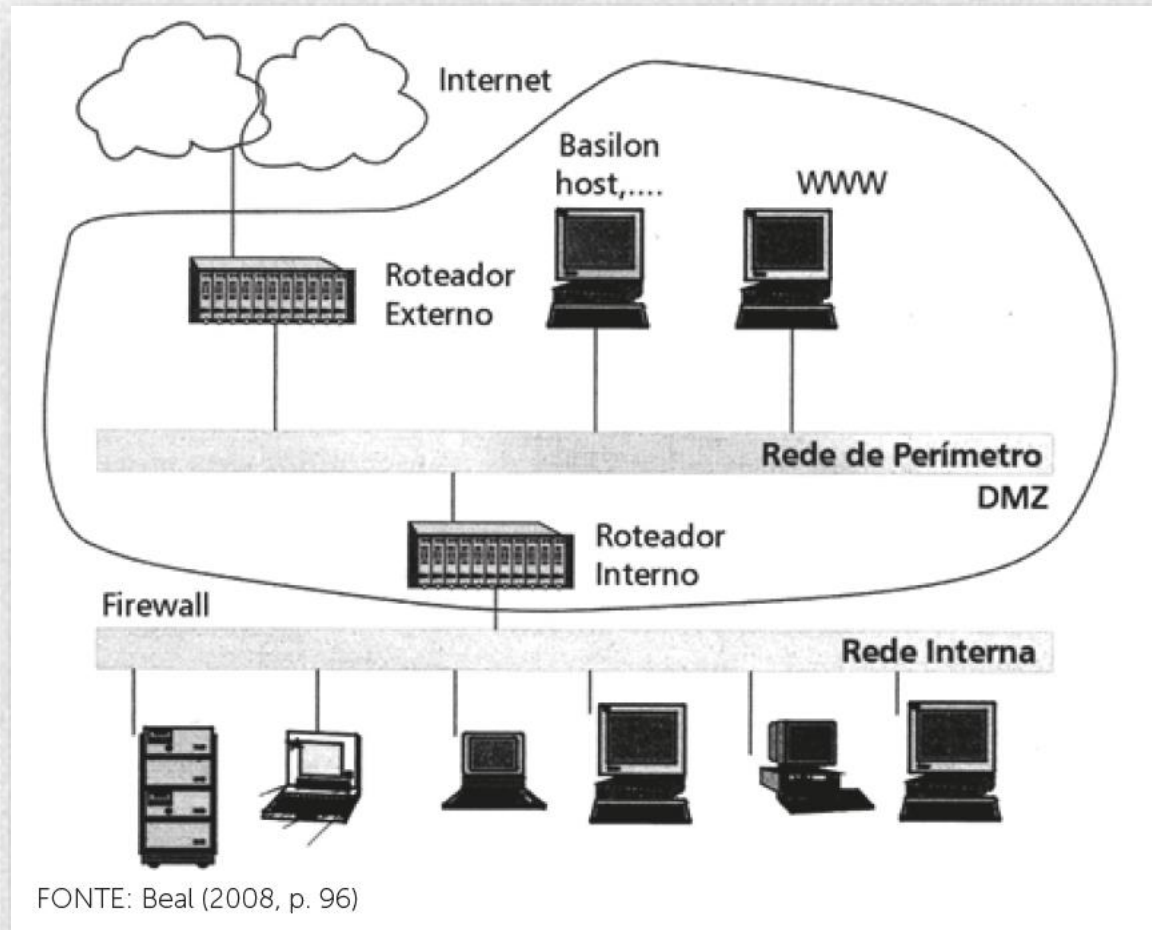 Internet
Basilon
host,....
WWW
Roteador
Externo
Rede de Perímetro
DMZ
Roteador
Interno
Firewall
Rede Interna
FONTE: Beal (2008, p. 96)